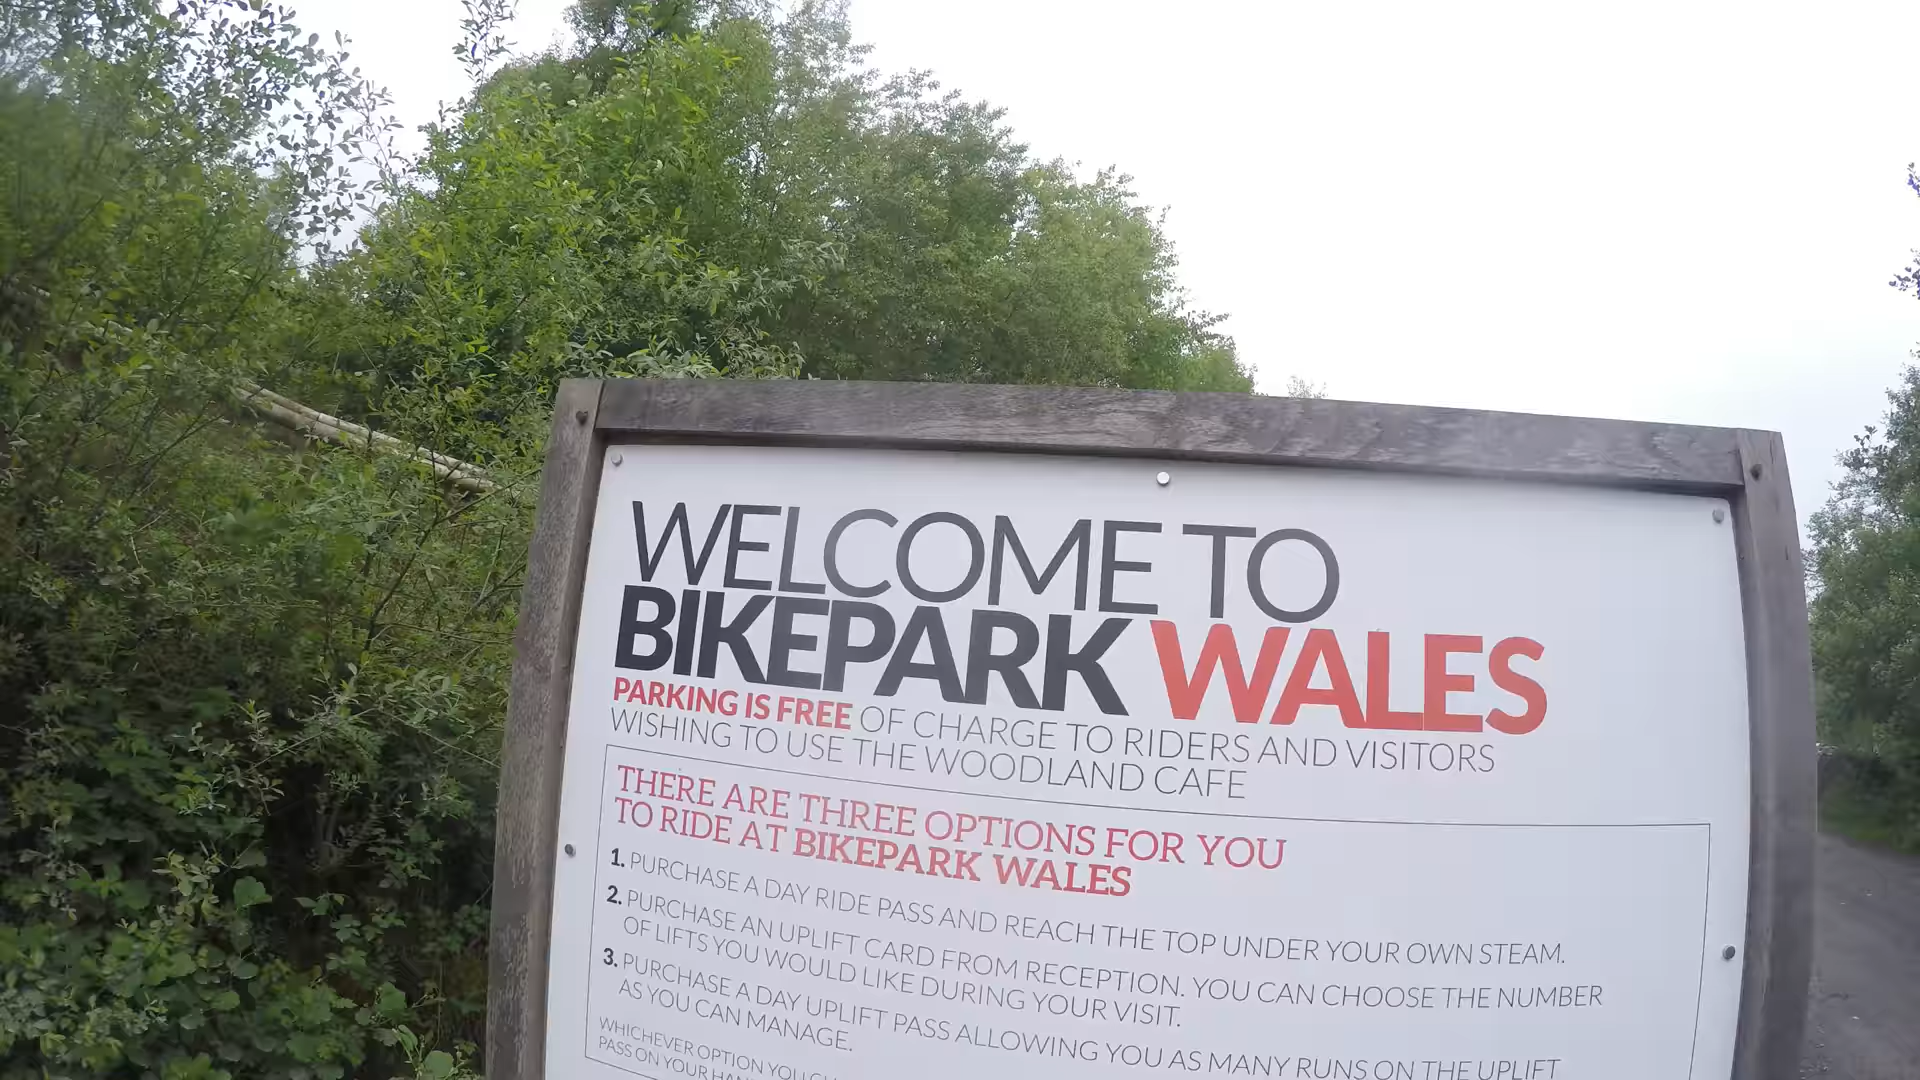 WELCOME TO
BIKEPARK WALES
PARKING IS FREE OF CHARGE TO RIDERS AND VISITORS
WISHING TO USE THE WOODLAND CAFE
THERE ARE THREE OPTIONS FOR YOU
TO RIDE AT BIKEPARK WALES
1. PURCHASE A DAY RIDE PASS AND REACH THE TOP UNDER YOUR OWN STEAM.
2. PURCHASE AN UPLIFT CARD FROM RECEPTION. YOU CAN CHOOSE THE NUMBER
OF LIFTS YOU WOULD LIKE DURING YOUR VISIT.
3. PURCHASE A DAY UPLIFT PASS ALLOWING YOU AS MANY RUNS ON THE UPLIFT
AS YOU CAN MANAGE.
WHICHEVER OPTION YOU
PASS ON YOUR